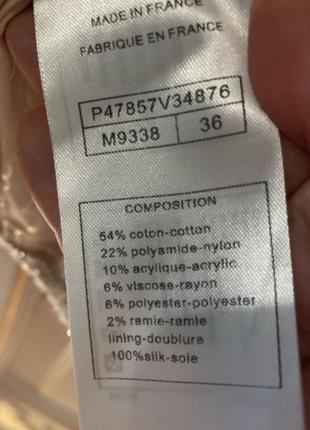 MADE IN FRANCE
FABRIQUE EN FRANCE
P47857V34876
M9338 36
COMPOSITION
54% coton-cotton
22% polyamide-nylon
10% acylique-acrylic
6% viscose-rayon
6% polyester-polyester
2% ramie-ramie
lining-doublure
100%silk-soie